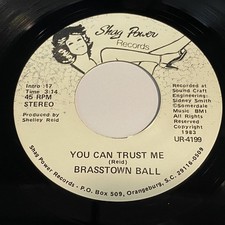 Shag Power
Records
Intro :17
Time 3:14
45 RPM
STEREO
Produced by
Shelley Reid
Recorded at
Sound Craft
Engineering:
Sidney Smith
©Somerdale
Music BMI
All Rights
Reserved
Copyright
1983
UR-4199
YOU CAN TRUST ME
(Reid)
BRASSTOWN BALL
Shag Power Records - P.O. Box 509, Orangeburg, S.C. 29116-0509